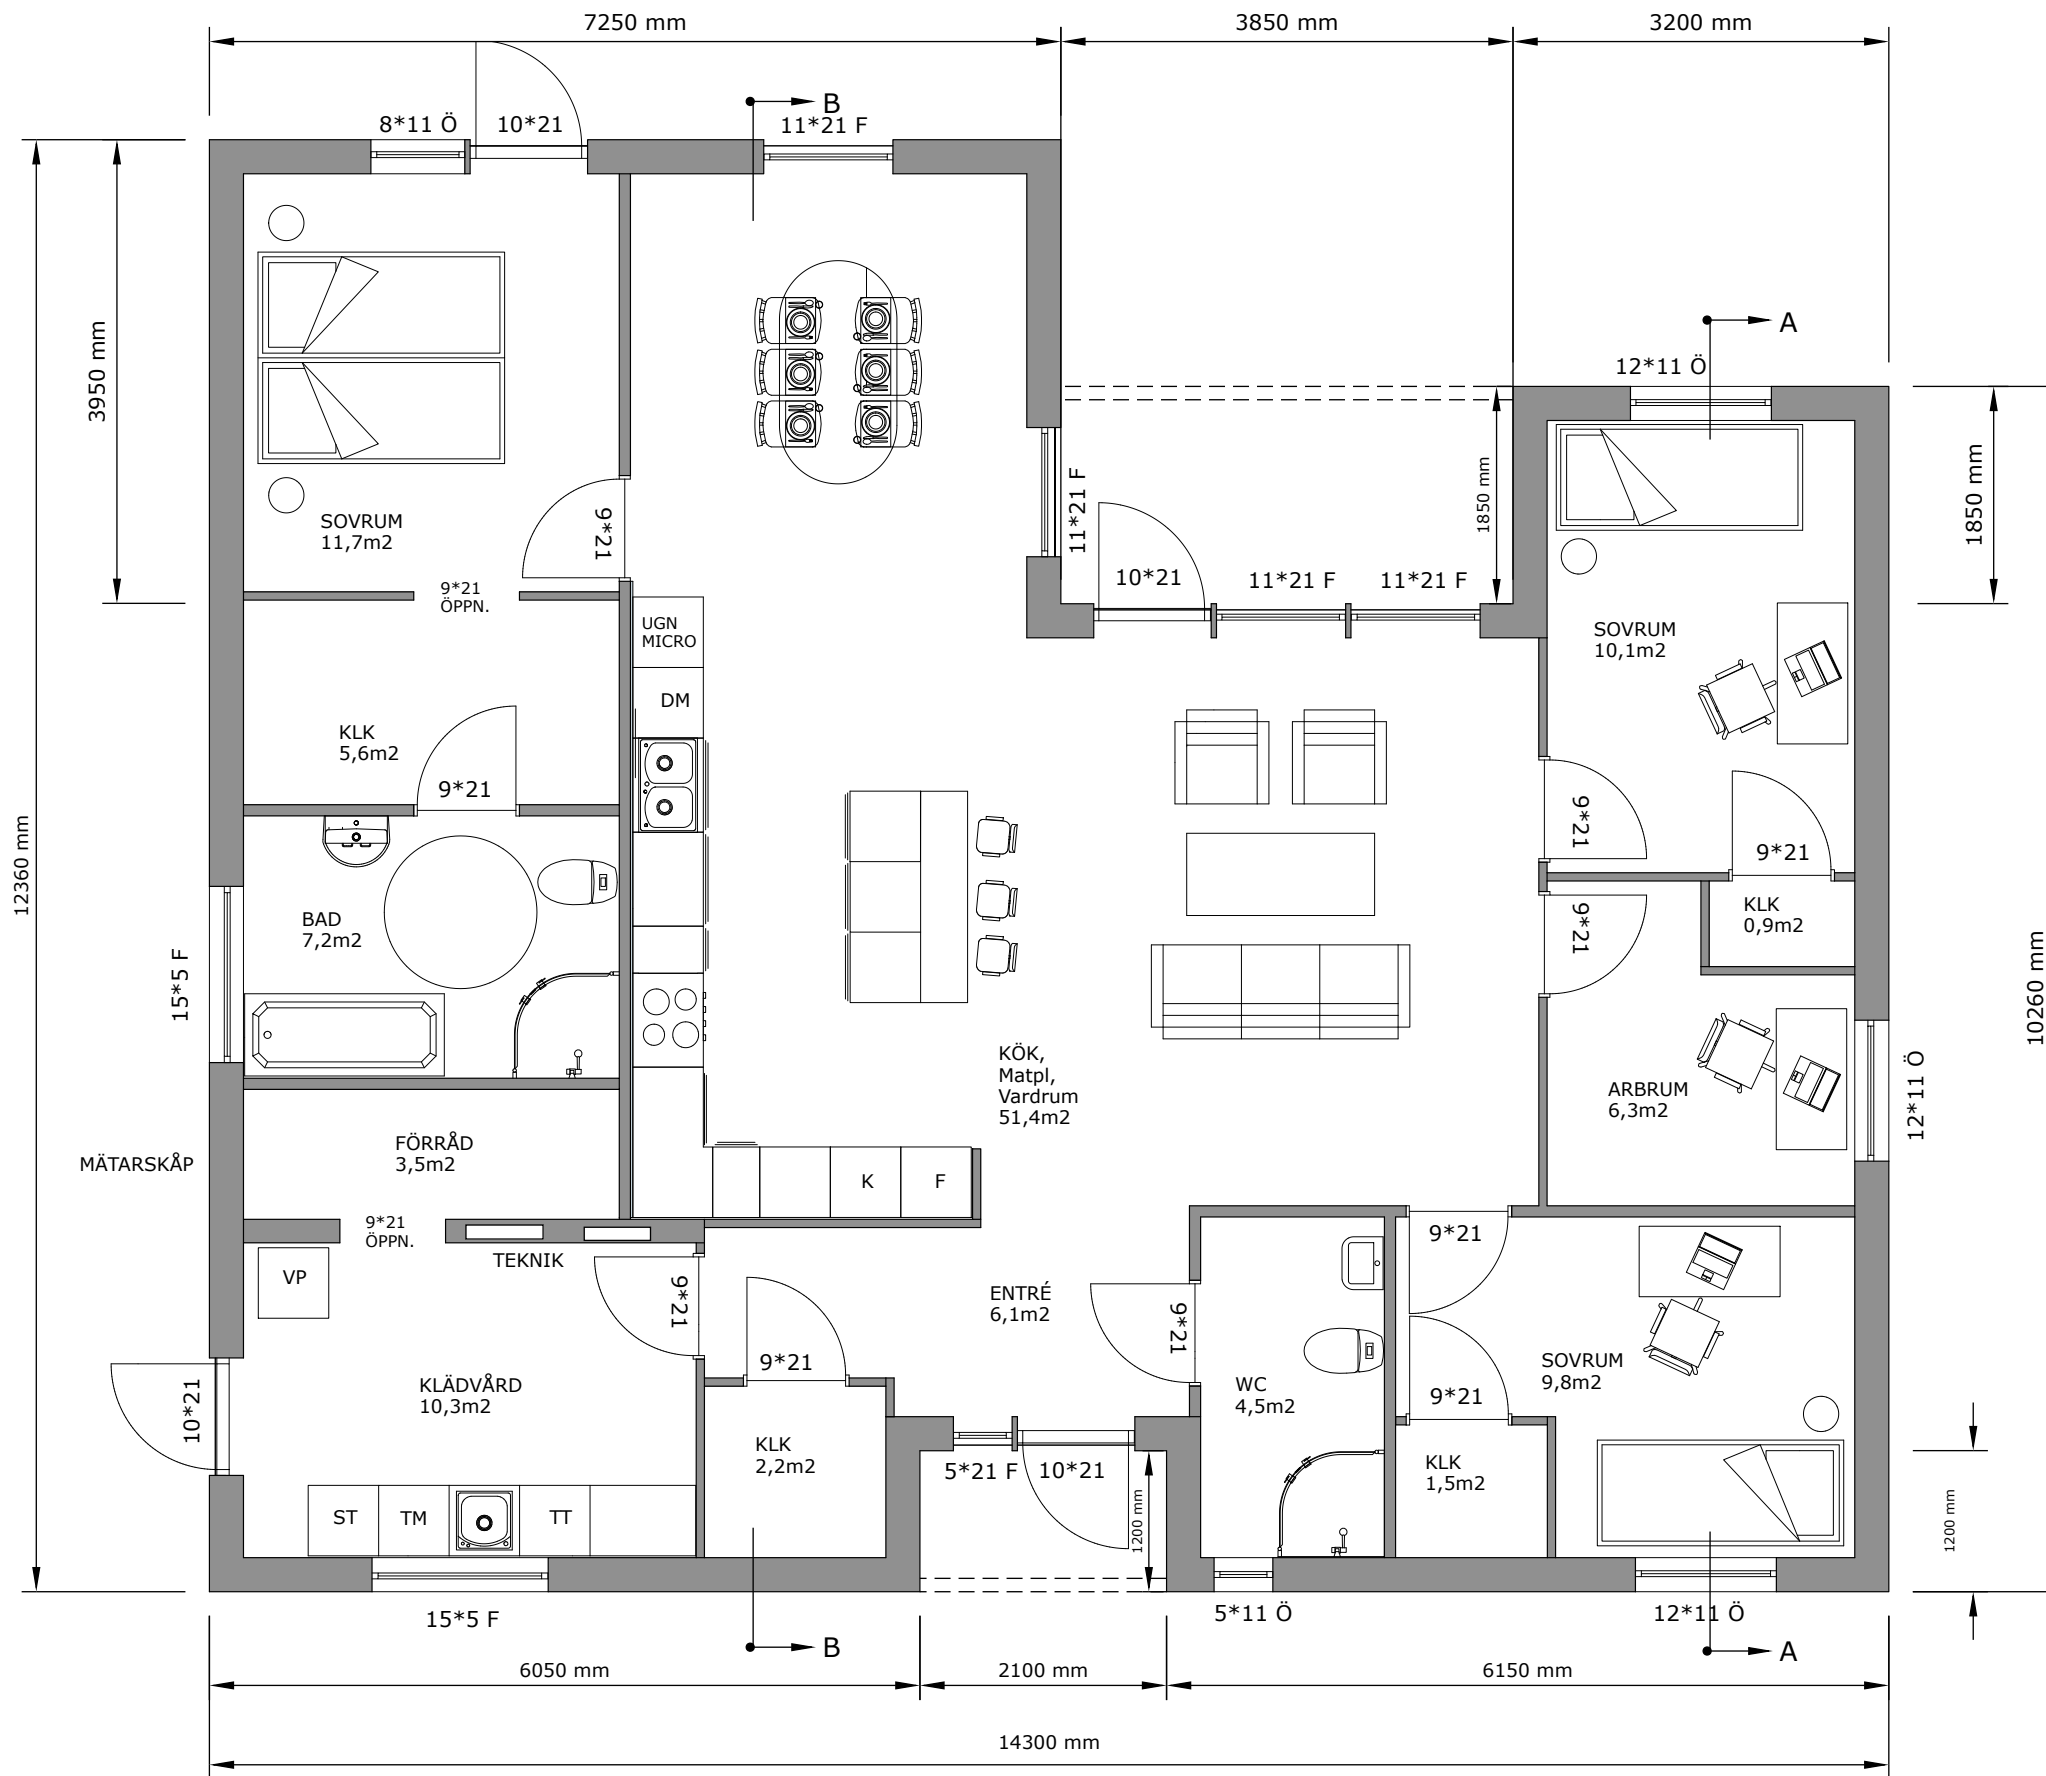 7250 mm
3850 mm
3200 mm
B
8*11 Ö
10*21
11*21 F
A
12*11 Ö
3950 mm
1850 mm
1850 mm
SOVRUM
11,7m2
9*21
11*21 F
10*21
11*21 F
11*21 F
9*21
ÖPPN.
UGN
MICRO
SOVRUM
10,1m2
DM
KLK
5,6m2
9*21
9*21
9*21
12360 mm
BAD
7,2m2
9*21
KLK
0,9m2
15*5 F
10260 mm
KÖK,
Matpl,
Vardrum
51,4m2
ARBRUM
6,3m2
12*11 Ö
MÄTARSKÅP
FÖRRÅD
3,5m2
K
F
9*21
ÖPPN.
TEKNIK
VP
9*21
ENTRÉ
6,1m2
9*21
9*21
9*21
SOVRUM
9,8m2
10*21
KLÄDVÅRD
10,3m2
WC
4,5m2
9*21
KLK
2,2m2
5*21 F
10*21
KLK
1,5m2
ST
TM
TT
1200 mm
1200 mm
15*5 F
5*11 Ö
12*11 Ö
B
A
6050 mm
2100 mm
6150 mm
14300 mm